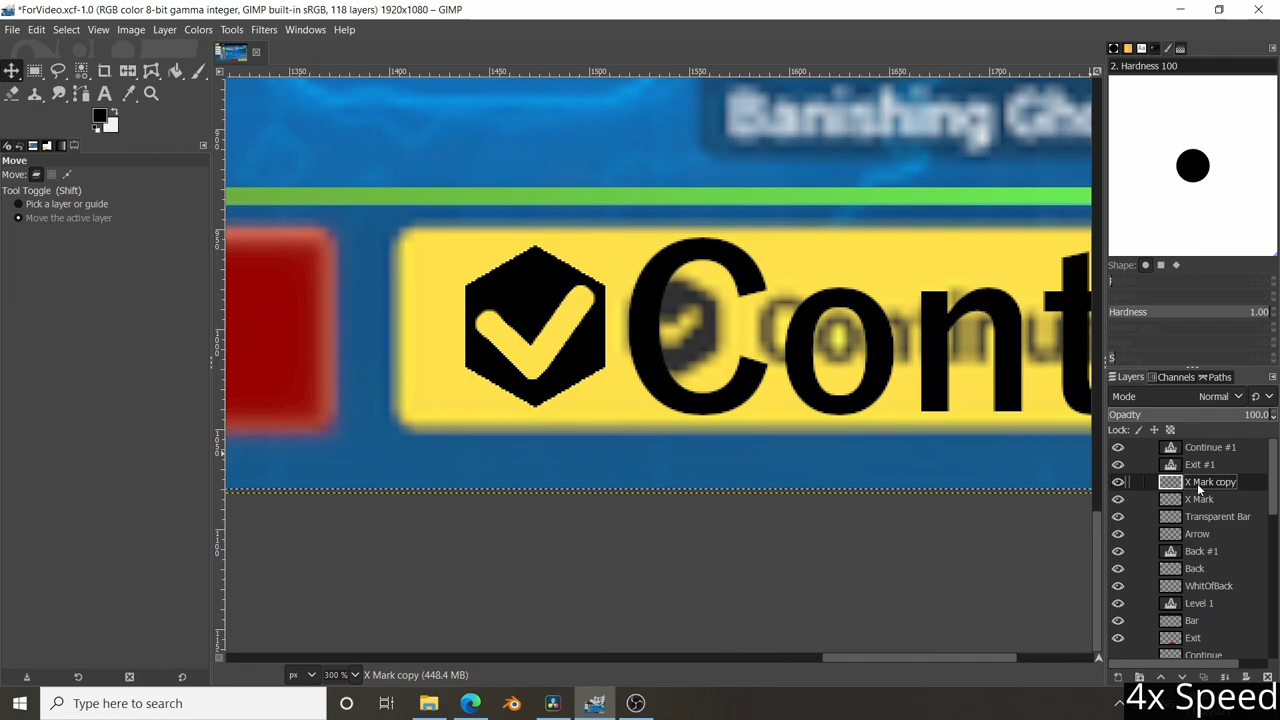 *ForVideo.xcf-1.0 (RGB color 8-bit gamma integer, GIMP built-in sRGB, 118 layers) 1920x1080 – GIMP
File Edit Select View Image Layer Colors Tools Filters Windows Help
1350 1400 1450 1500 1550 1600 1650 1700
2. Hardness 100
Move
Move:
Tool Toggle (Shift)
Pick a layer or guide
Move the active layer
Banishing Gho
Cont
Continu
Shape:
Hardness 1.00
Layers Channels Paths
Mode Normal
Opacity 100.0
Lock:
Continue #1
Exit #1
X Mark copy
X Mark
Transparent Bar
Arrow
Back #1
Back
WhitOfBack
Level 1
Bar
Exit
Continue
px 300 % X Mark copy (448.4 MB)
Type here to search
4x Speed